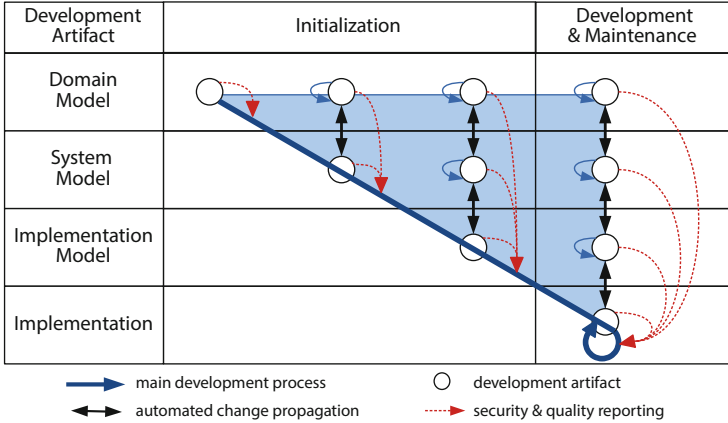 Development
Artifact
Initialization
Development
& Maintenance
Domain
Model
System
Model
Implementation
Model
Implementation
main development process
development artifact
automated change propagation
security & quality reporting